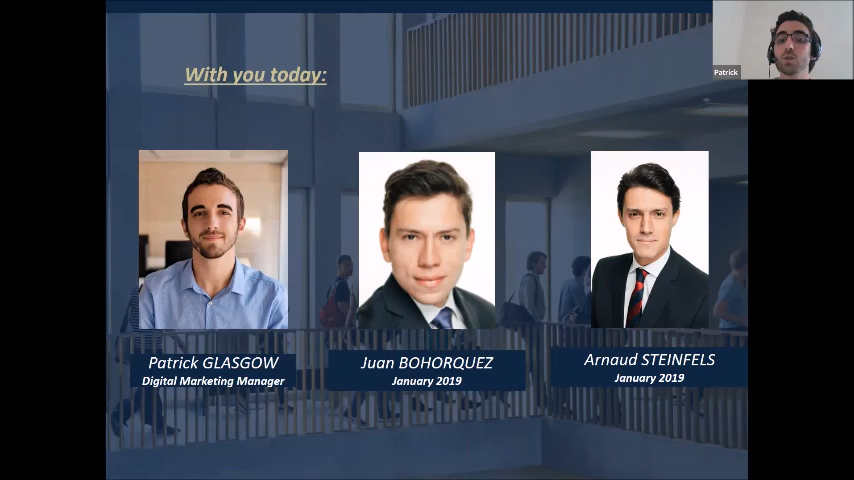 With you today:
Patrick
Patrick GLASGOW
Digital Marketing Manager
Juan BOHORQUEZ
January 2019
Arnaud STEINFELS
January 2019